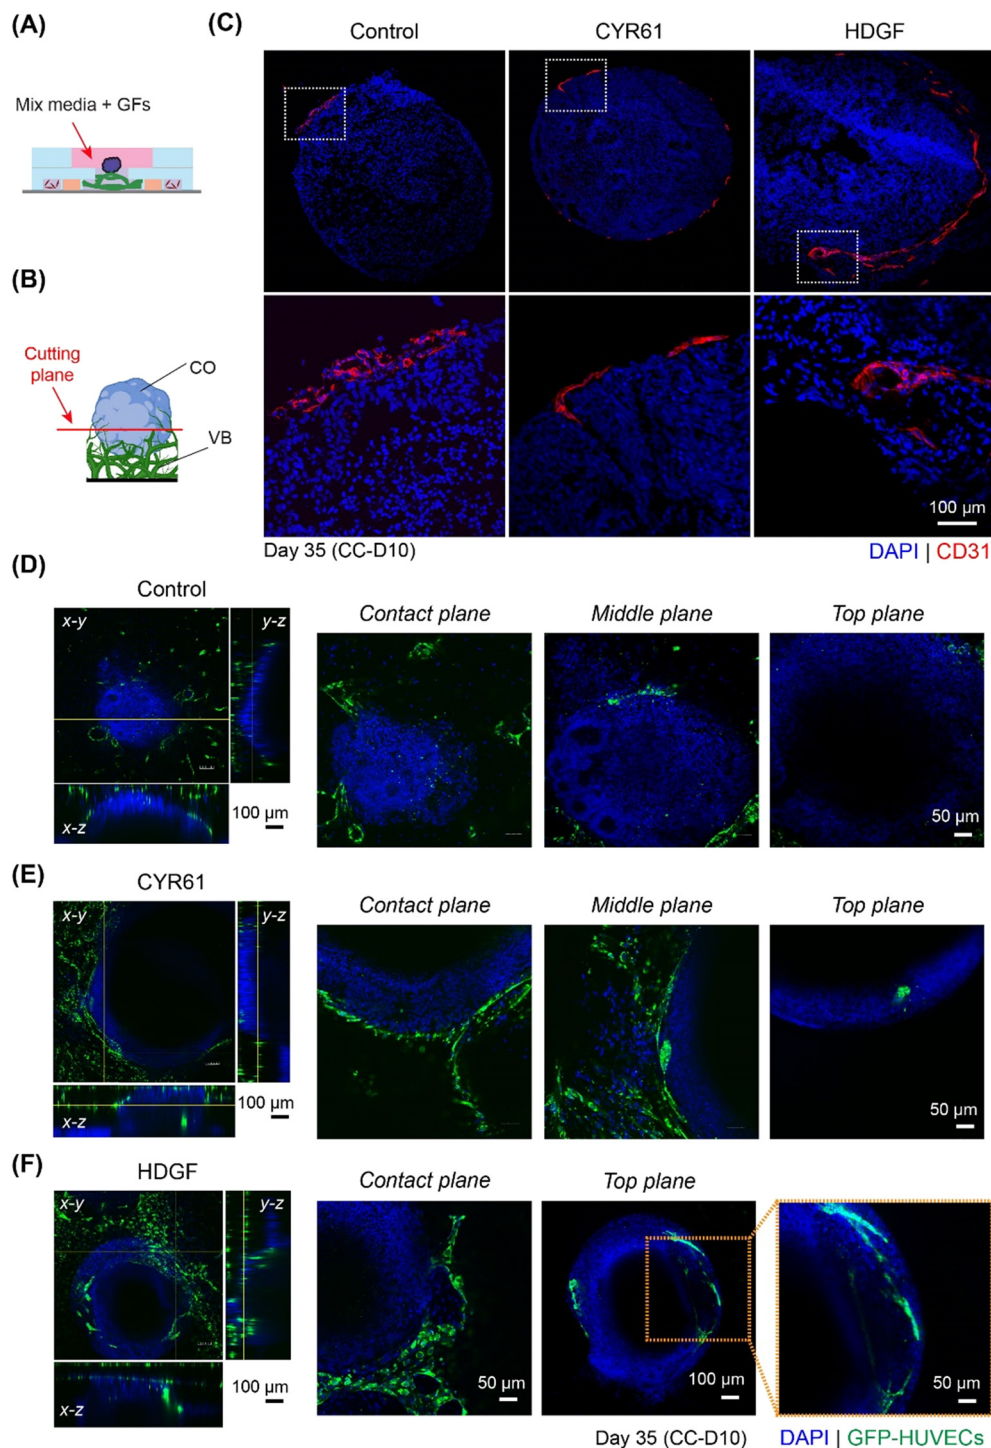 (A)
Mix media + GFs
(B)
Cutting
plane
CO
VB
(C)
Control
CYR61
HDGF
100 µm
Day 35 (CC-D10)
DAPI | CD31
(D)
Control
x-y
y-z
x-z
100 µm
Contact plane
Middle plane
Top plane
50 µm
(E)
CYR61
x-y
y-z
x-z
100 µm
Contact plane
Middle plane
Top plane
50 µm
(F)
HDGF
x-y
y-z
x-z
100 µm
Contact plane
50 µm
Top plane
100 µm
50 µm
Day 35 (CC-D10)
DAPI | GFP-HUVECs